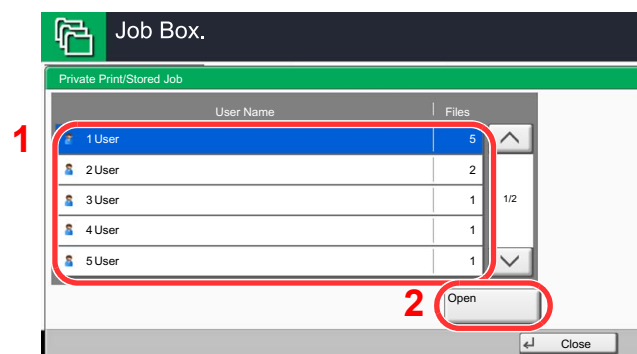 Job Box.
Private Print/Stored Job
User Name Files
1 1 User 5
2 User 2
3 User 1 1/2
4 User 1
5 User 1
2 Open
Close